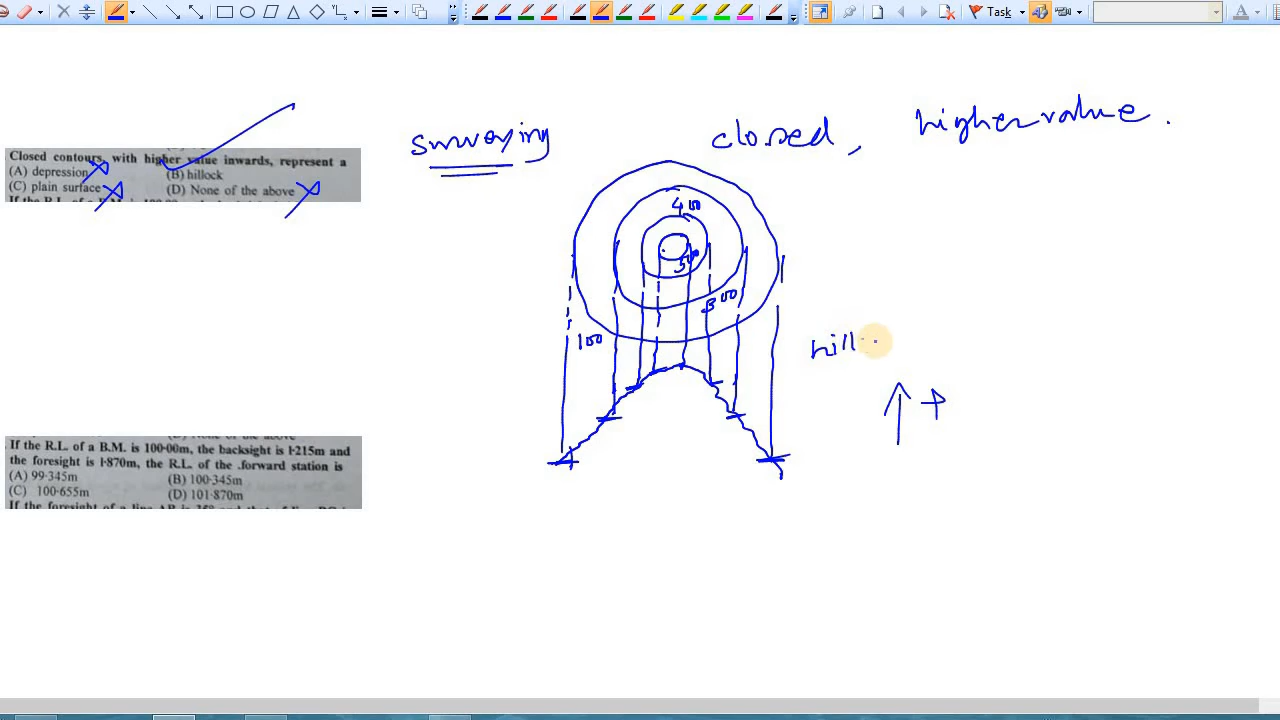 Task
surveying
closed,
higher value.
Closed contours, with higher value inwards, represent a
(A) depression (B) hillock
(C) plain surface (D) None of the above
400
500
300
100
hill
+
If the R.L. of a B.M. is 100·00m, the backsight is 1·215m and
the foresight is 1·870m, the R.L. of the .forward station is
(A) 99·345m (B) 100·345m
(C) 100·655m (D) 101·870m